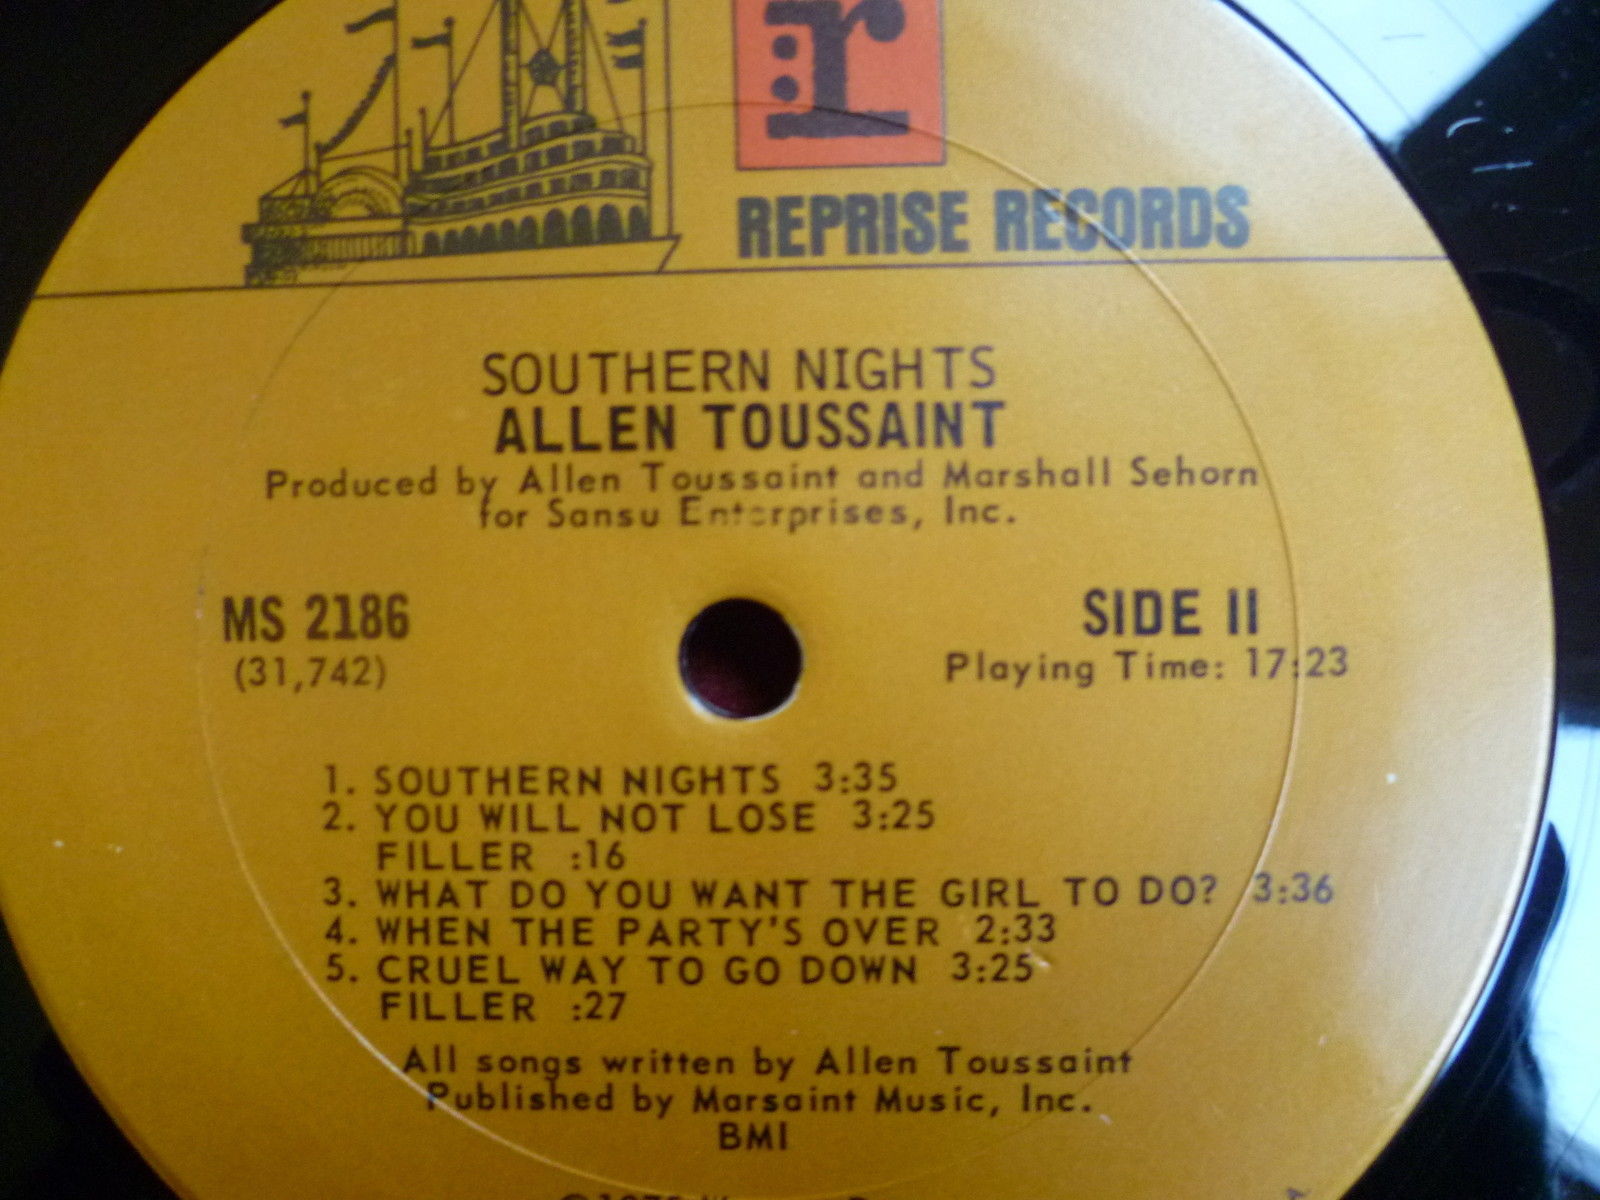 r:
REPRISE RECORDS
SOUTHERN NIGHTS
ALLEN TOUSSAINT
Produced by Allen Toussaint and Marshall Sehorn
for Sansu Enterprises, Inc.
MS 2186
(31,742)
SIDE II
Playing Time: 17:23
1. SOUTHERN NIGHTS 3:35
2. YOU WILL NOT LOSE 3:25
FILLER :16
3. WHAT DO YOU WANT THE GIRL TO DO? 3:36
4. WHEN THE PARTY'S OVER 2:33
5. CRUEL WAY TO GO DOWN 3:25
FILLER :27
All songs written by Allen Toussaint
Published by Marsaint Music, Inc.
BMI